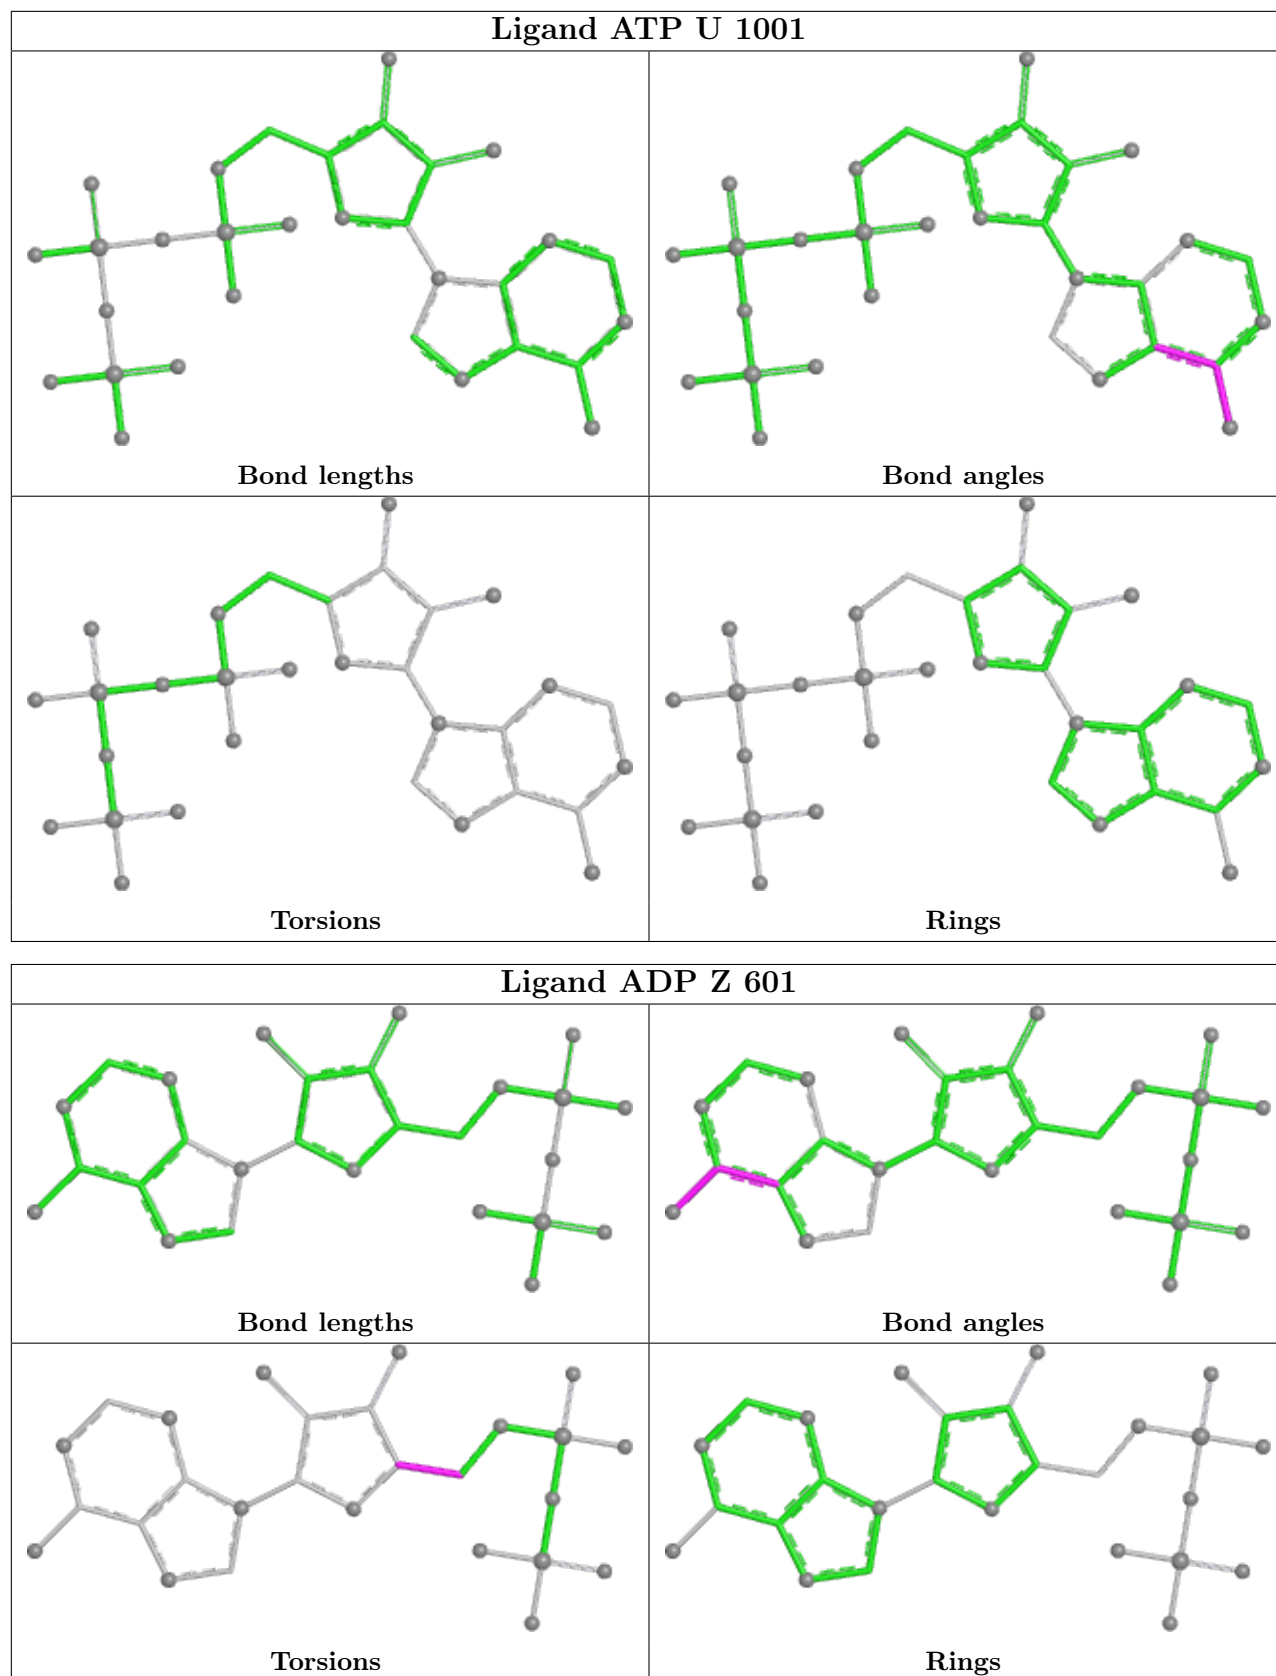 Ligand ATP U 1001
Bond lengths
Bond angles
Torsions
Rings
Ligand ADP Z 601
Bond lengths
Bond angles
Torsions
Rings